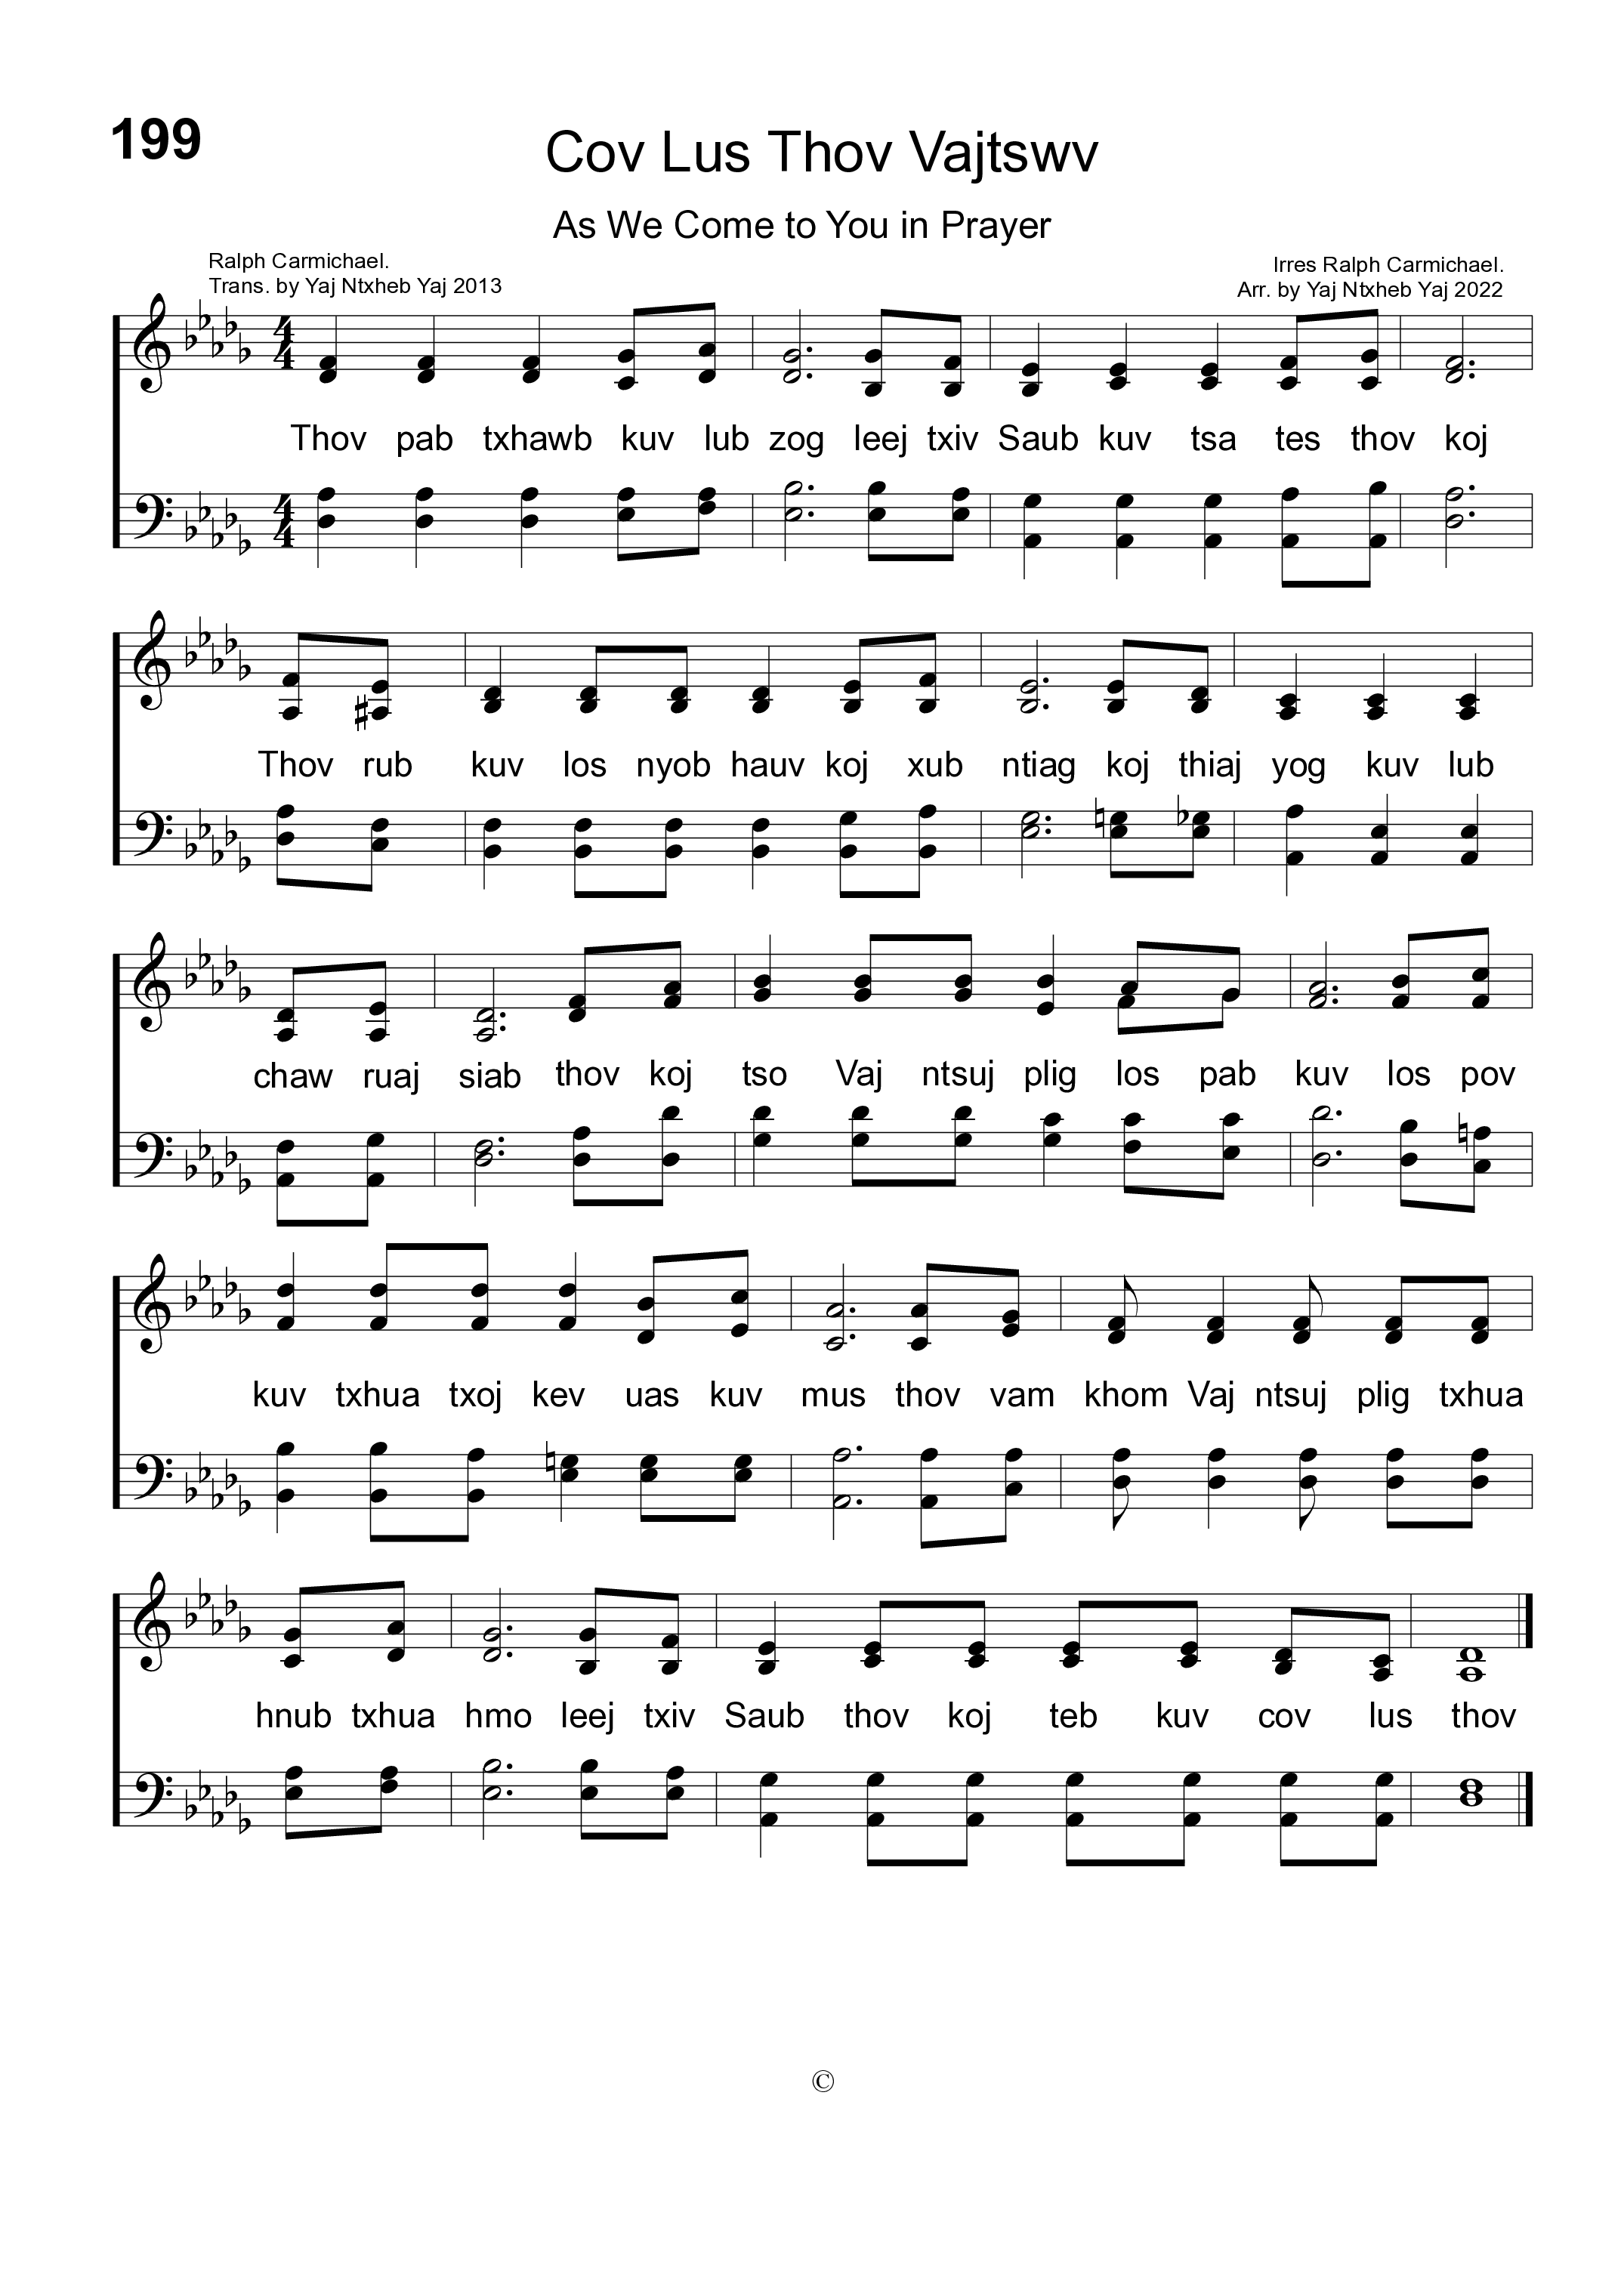 199
Cov Lus Thov Vajtswv
As We Come to You in Prayer
Ralph Carmichael.
Trans. by Yaj Ntxheb Yaj 2013
Irres Ralph Carmichael.
Arr. by Yaj Ntxheb Yaj 2022
Thov pab txhawb kuv lub zog leej txiv Saub kuv tsa tes thov koj
Thov rub kuv los nyob hauv koj xub ntiag koj thiaj yog kuv lub
chaw ruaj siab thov koj tso Vaj ntsuj plig los pab kuv los pov
kuv txhua txoj kev uas kuv mus thov vam khom Vaj ntsuj plig txhua
hnub txhua hmo leej txiv Saub thov koj teb kuv cov lus thov
©